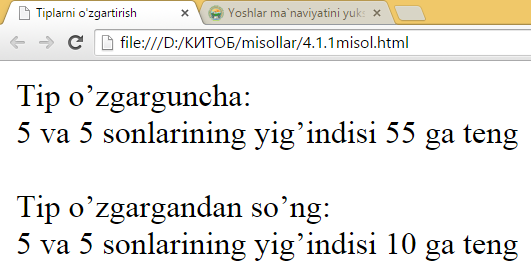 Tiplarni o'zgartirish
Yoshlar ma`naviyatini yuks
file:///D:/КИТОБ/misollar/4.1.1misol.html
Tip o’zgarguncha:
5 va 5 sonlarining yig’indisi 55 ga teng
Tip o’zgargandan so’ng:
5 va 5 sonlarining yig’indisi 10 ga teng